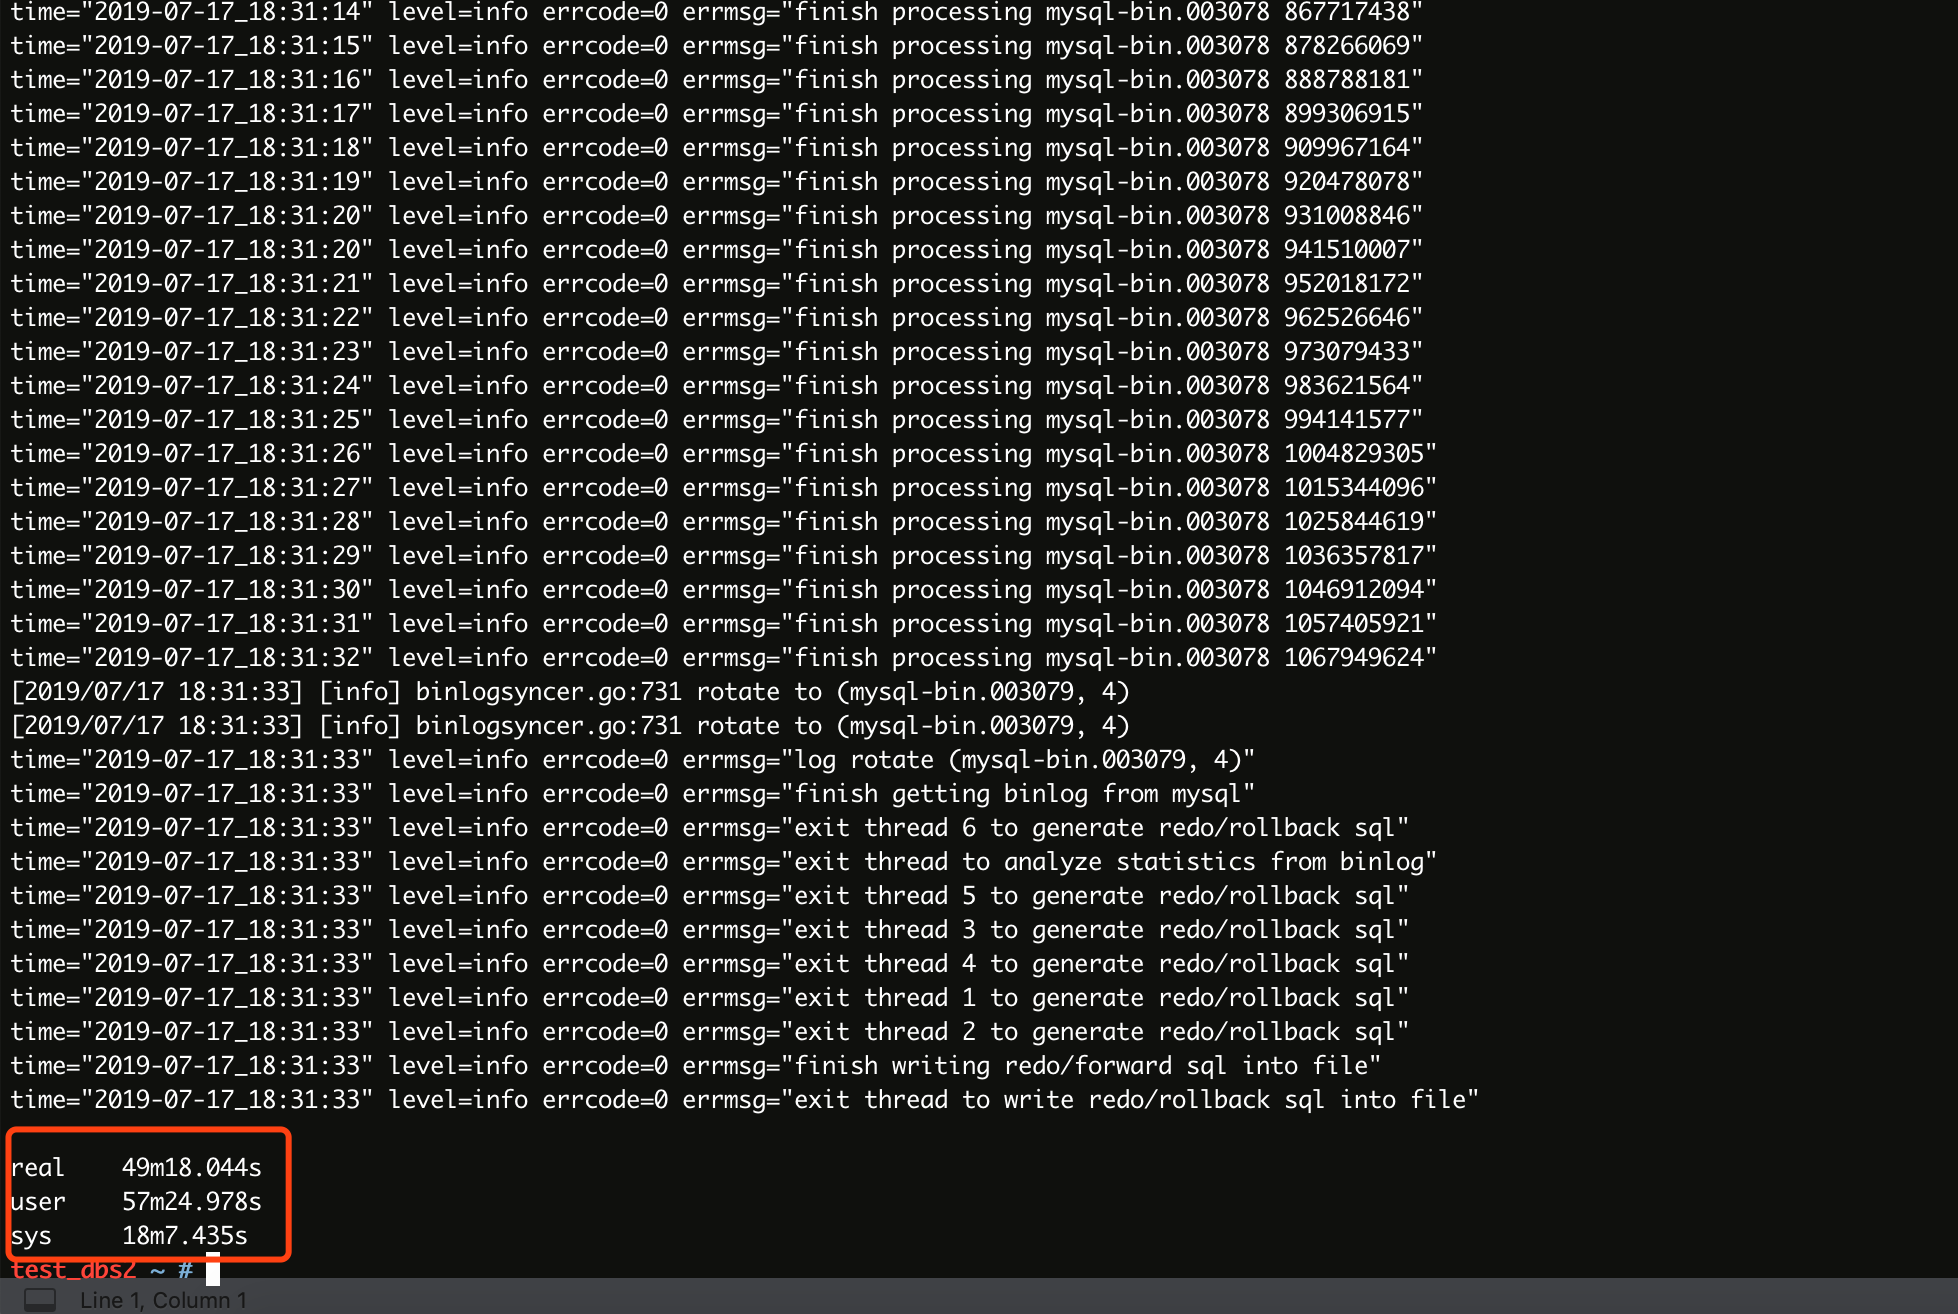 time="2019-07-17_18:31:14" level=info errcode=0 errmsg="finish processing mysql-bin.003078 867717438"
time="2019-07-17_18:31:15" level=info errcode=0 errmsg="finish processing mysql-bin.003078 878266069"
time="2019-07-17_18:31:16" level=info errcode=0 errmsg="finish processing mysql-bin.003078 888788181"
time="2019-07-17_18:31:17" level=info errcode=0 errmsg="finish processing mysql-bin.003078 899306915"
time="2019-07-17_18:31:18" level=info errcode=0 errmsg="finish processing mysql-bin.003078 909967164"
time="2019-07-17_18:31:19" level=info errcode=0 errmsg="finish processing mysql-bin.003078 920478078"
time="2019-07-17_18:31:20" level=info errcode=0 errmsg="finish processing mysql-bin.003078 931008846"
time="2019-07-17_18:31:20" level=info errcode=0 errmsg="finish processing mysql-bin.003078 941510007"
time="2019-07-17_18:31:21" level=info errcode=0 errmsg="finish processing mysql-bin.003078 952018172"
time="2019-07-17_18:31:22" level=info errcode=0 errmsg="finish processing mysql-bin.003078 962526646"
time="2019-07-17_18:31:23" level=info errcode=0 errmsg="finish processing mysql-bin.003078 973079433"
time="2019-07-17_18:31:24" level=info errcode=0 errmsg="finish processing mysql-bin.003078 983621564"
time="2019-07-17_18:31:25" level=info errcode=0 errmsg="finish processing mysql-bin.003078 994141577"
time="2019-07-17_18:31:26" level=info errcode=0 errmsg="finish processing mysql-bin.003078 1004829305"
time="2019-07-17_18:31:27" level=info errcode=0 errmsg="finish processing mysql-bin.003078 1015344096"
time="2019-07-17_18:31:28" level=info errcode=0 errmsg="finish processing mysql-bin.003078 1025844619"
time="2019-07-17_18:31:29" level=info errcode=0 errmsg="finish processing mysql-bin.003078 1036357817"
time="2019-07-17_18:31:30" level=info errcode=0 errmsg="finish processing mysql-bin.003078 1046912094"
time="2019-07-17_18:31:31" level=info errcode=0 errmsg="finish processing mysql-bin.003078 1057405921"
time="2019-07-17_18:31:32" level=info errcode=0 errmsg="finish processing mysql-bin.003078 1067949624"
[2019/07/17 18:31:33] [info] binlogsyncer.go:731 rotate to (mysql-bin.003079, 4)
[2019/07/17 18:31:33] [info] binlogsyncer.go:731 rotate to (mysql-bin.003079, 4)
time="2019-07-17_18:31:33" level=info errcode=0 errmsg="log rotate (mysql-bin.003079, 4)"
time="2019-07-17_18:31:33" level=info errcode=0 errmsg="finish getting binlog from mysql"
time="2019-07-17_18:31:33" level=info errcode=0 errmsg="exit thread 6 to generate redo/rollback sql"
time="2019-07-17_18:31:33" level=info errcode=0 errmsg="exit thread to analyze statistics from binlog"
time="2019-07-17_18:31:33" level=info errcode=0 errmsg="exit thread 5 to generate redo/rollback sql"
time="2019-07-17_18:31:33" level=info errcode=0 errmsg="exit thread 3 to generate redo/rollback sql"
time="2019-07-17_18:31:33" level=info errcode=0 errmsg="exit thread 4 to generate redo/rollback sql"
time="2019-07-17_18:31:33" level=info errcode=0 errmsg="exit thread 1 to generate redo/rollback sql"
time="2019-07-17_18:31:33" level=info errcode=0 errmsg="exit thread 2 to generate redo/rollback sql"
time="2019-07-17_18:31:33" level=info errcode=0 errmsg="finish writing redo/forward sql into file"
time="2019-07-17_18:31:33" level=info errcode=0 errmsg="exit thread to write redo/rollback sql into file"
real 49m18.044s
user 57m24.978s
sys 18m7.435s
test_dbs2 ~ #
Line 1, Column 1